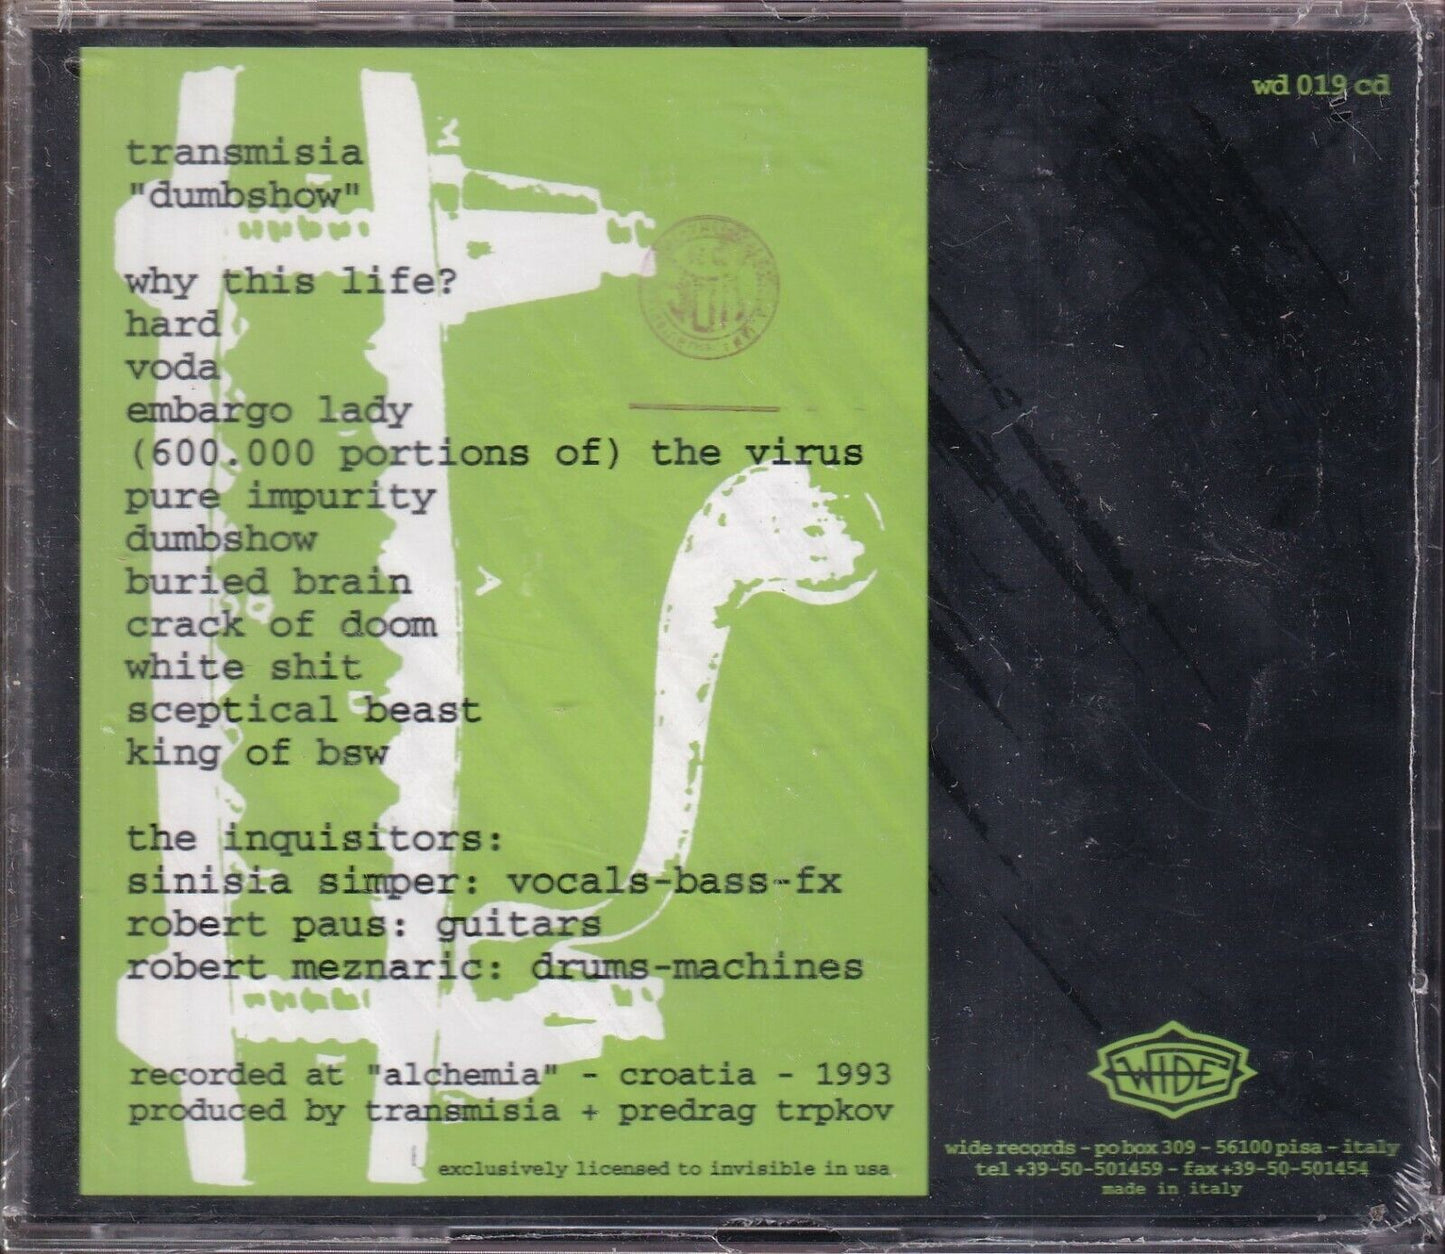 wd 019 cd
transmisia
"dumbshow"
why this life?
hard
voda
embargo lady
(600.000 portions of) the virus
pure impurity
dumbshow
buried brain
crack of doom
white shit
sceptical beast
king of bsw
the inquisitors:
sinisia simper: vocals-bass-fx
robert paus: guitars
robert meznaric: drums-machines
recorded at "alchemia" - croatia - 1993
produced by transmisia + predrag trpkov
exclusively licensed to invisible in usa
WIDE
wide records - po box 309 - 56100 pisa - italy
tel +39-50-501459 - fax +39-50-501454
made in italy